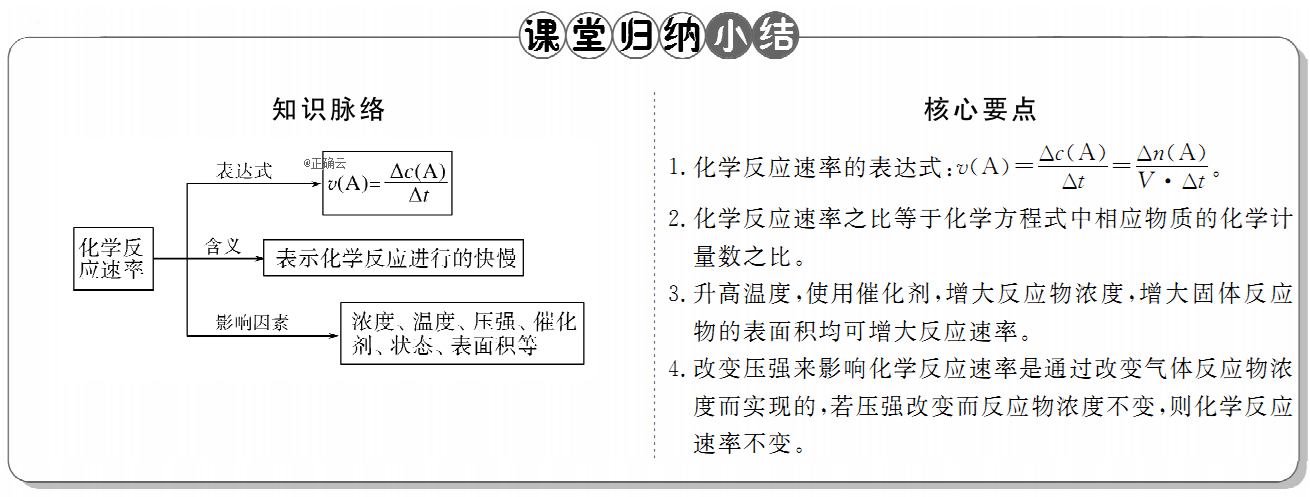 课堂归纳小结
知识脉络
@正确云
表达式
v(A)=Δc(A)/Δt
化学反
应速率
含义
表示化学反应进行的快慢
影响因素
浓度、温度、压强、催化
剂、状态、表面积等
核心要点
1. 化学反应速率的表达式:v(A)=Δc(A)/Δt=Δn(A)/V·Δt。
2. 化学反应速率之比等于化学方程式中相应物质的化学计
量数之比。
3. 升高温度,使用催化剂,增大反应物浓度,增大固体反应
物的表面积均可增大反应速率。
4. 改变压强来影响化学反应速率是通过改变气体反应物浓
度而实现的,若压强改变而反应物浓度不变,则化学反应
速率不变。